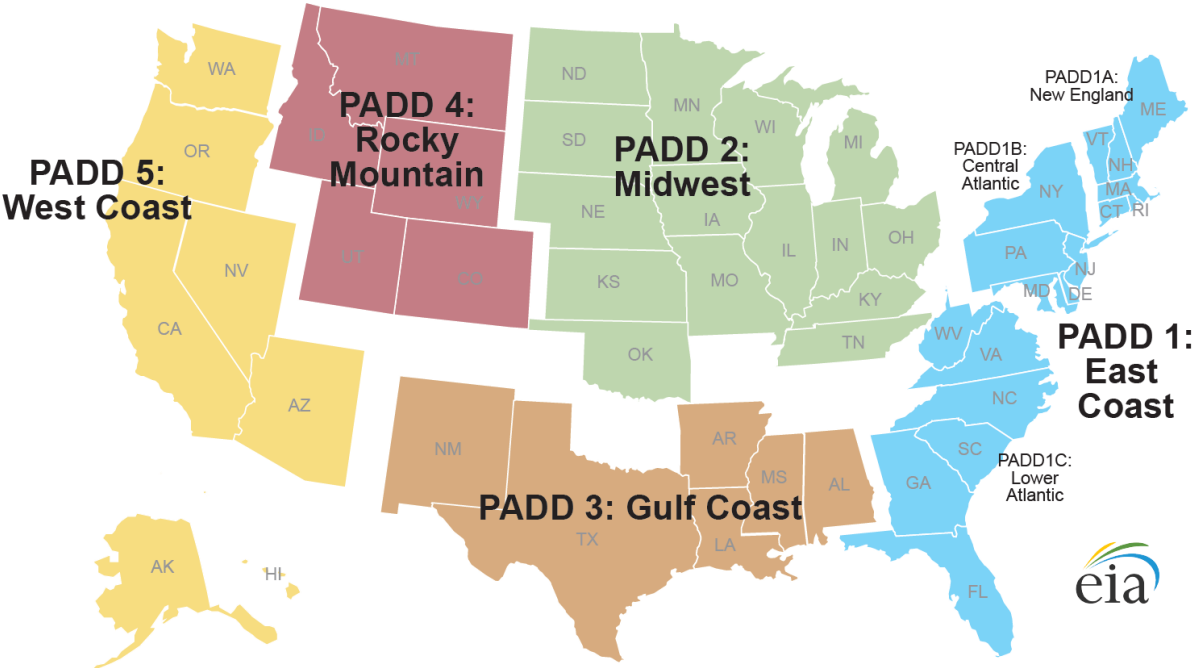 PADD 5:
West Coast
PADD 4:
Rocky
Mountain
PADD 2:
Midwest
PADD 3: Gulf Coast
PADD 1:
East
Coast
PADD1A:
New England
PADD1B:
Central
Atlantic
PADD1C:
Lower
Atlantic
WA
OR
NV
CA
AZ
AK
HI
MT
ID
WY
UT
CO
ND
SD
NE
KS
OK
MN
IA
MO
WI
IL
MI
IN
OH
KY
TN
NM
TX
AR
LA
MS
AL
ME
VT
NH
MA
CT
RI
NY
PA
NJ
MD
DE
WV
VA
NC
SC
GA
FL
eia